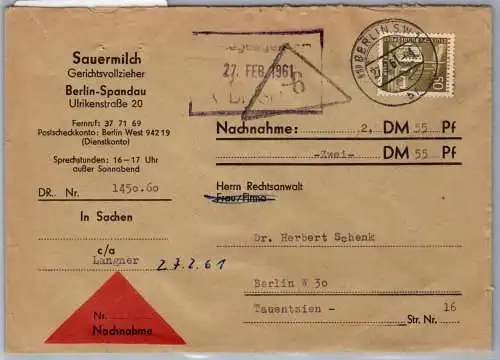 Sauermilch
Gerichtsvollzieher
Berlin-Spandau
Ulrikenstraße 20
Fernruf: 37 71 69
Postscheckkonto: Berlin West 942 19
(Dienstkonto)
Sprechstunden: 16—17 Uhr
außer Sonnabend
DR. Nr. 1450.60
In Sachen
c/a
Langner
27.2.61
Nr.
Nachnahme
27. FEB. 1961
6
BERLIN SW
50
Nachnahme: 2, DM 55 Pf
-Zwei- DM 55 Pf
Herrn Rechtsanwalt
Frau/Firma
Dr. Herbert Schenk
Berlin W 30
Tauentzien - 16
Str. Nr.